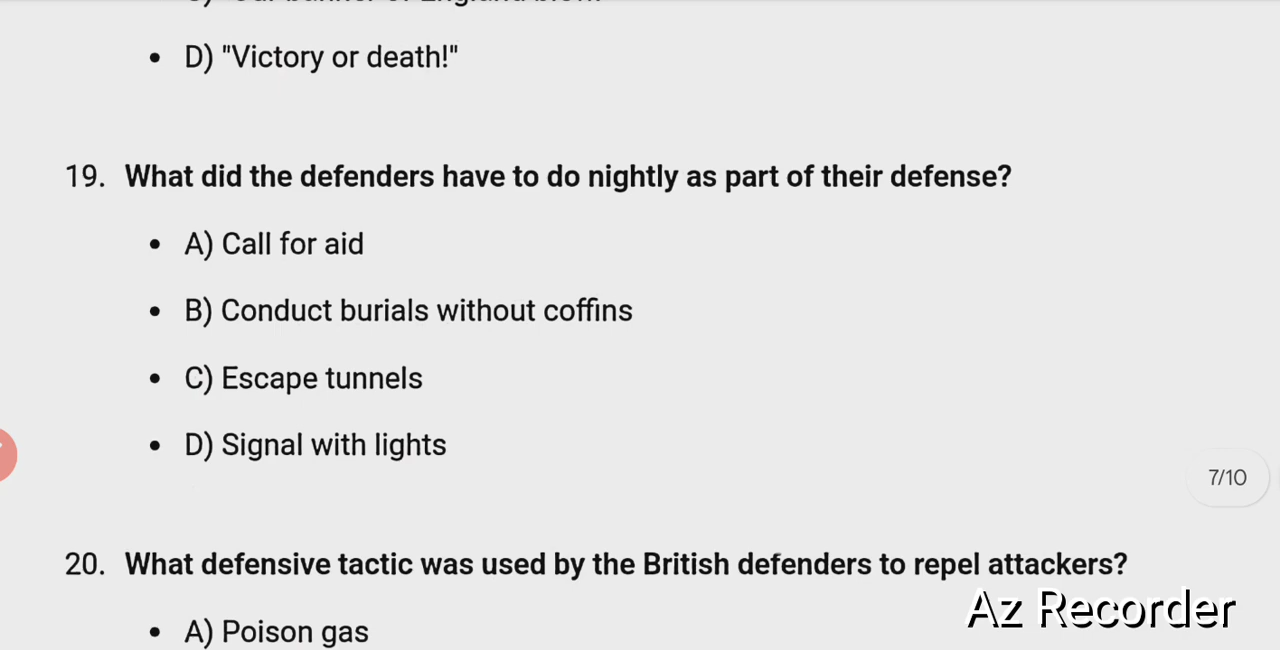 • D) "Victory or death!"
19. What did the defenders have to do nightly as part of their defense?
• A) Call for aid
• B) Conduct burials without coffins
• C) Escape tunnels
• D) Signal with lights
7/10
20. What defensive tactic was used by the British defenders to repel attackers?
Az Recorder
• A) Poison gas